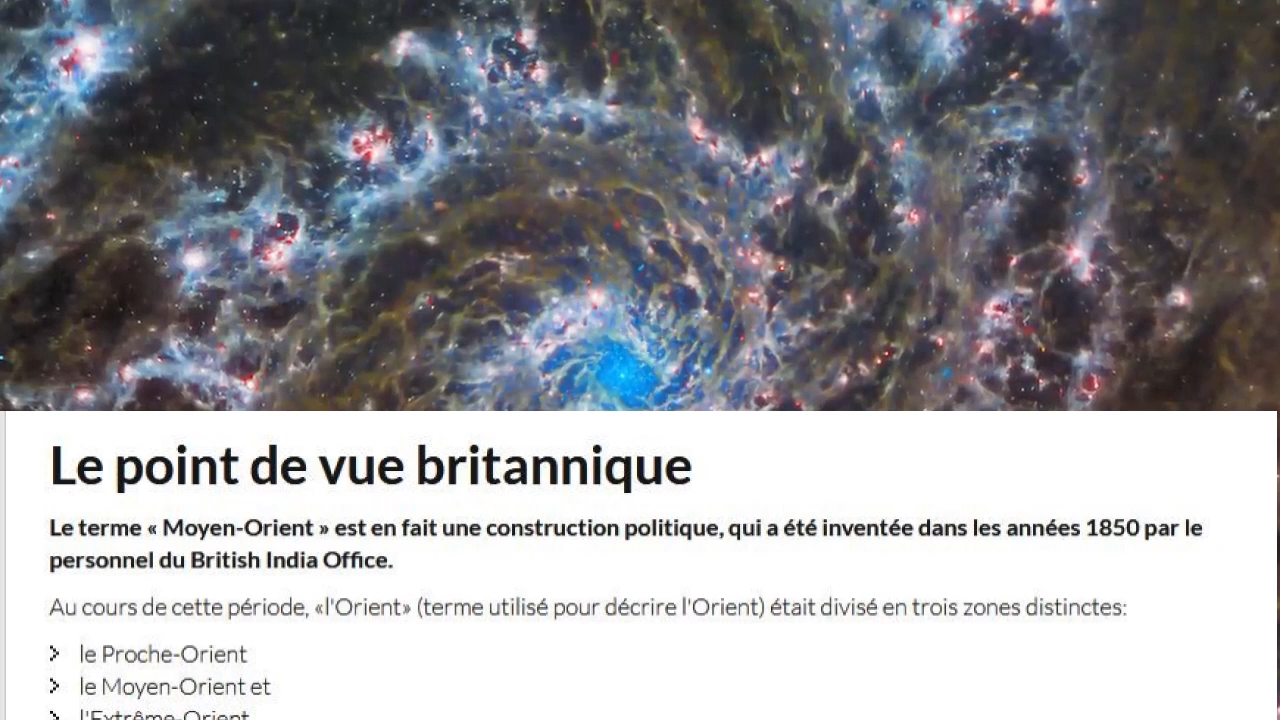 Le point de vue britannique
Le terme « Moyen-Orient » est en fait une construction politique, qui a été inventée dans les années 1850 par le
personnel du British India Office.
Au cours de cette période, «l'Orient» (terme utilisé pour décrire l'Orient) était divisé en trois zones distinctes:
le Proche-Orient
le Moyen-Orient et
l'Extrême-Orient